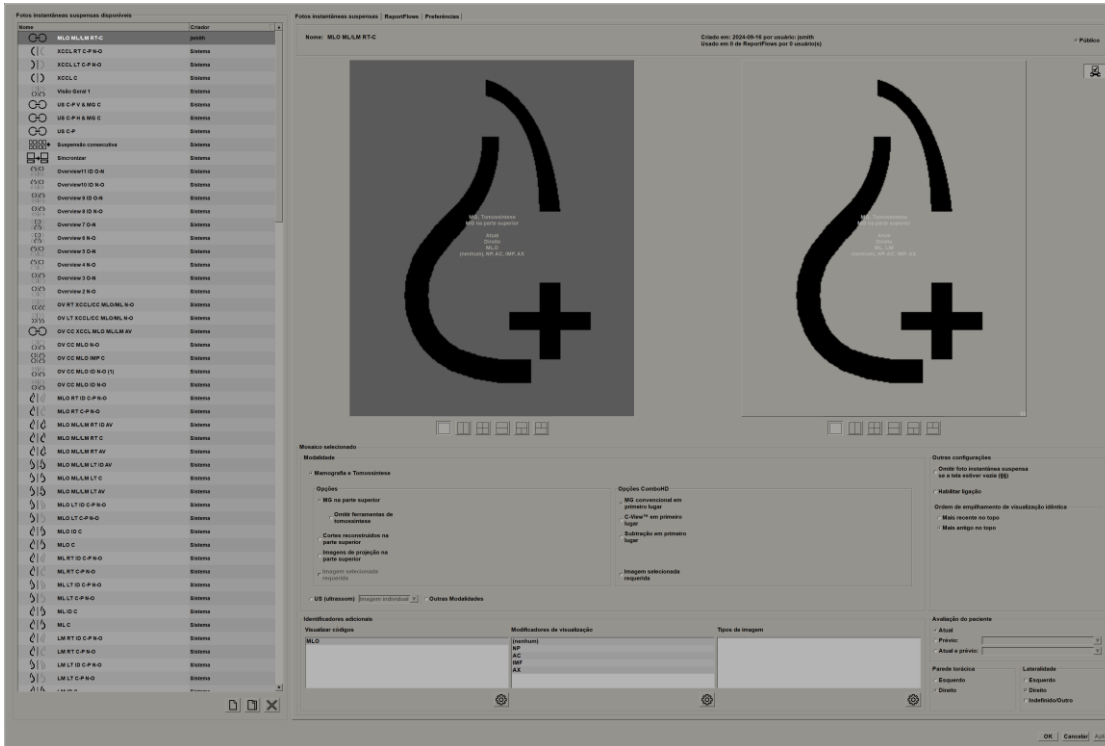 Fotos instantâneas suspensas disponíveis
Nome
Criador
MLO ML/LM RT-C
jsmith
XCCL RT C-P N-O
Sistema
XCCL LT C-P N-O
Sistema
XCCL C
Sistema
Visão Geral 1
Sistema
US C-P V & MG C
Sistema
US C-P H & MG C
Sistema
US C-P
Sistema
Suspensão consecutiva
Sistema
Sincronizar
Sistema
Overview11 ID O-N
Sistema
Overview10 ID N-O
Sistema
Overview 9 ID O-N
Sistema
Overview 8 ID N-O
Sistema
Overview 7 O-N
Sistema
Overview 6 N-O
Sistema
Overview 5 O-N
Sistema
Overview 4 N-O
Sistema
Overview 3 O-N
Sistema
Overview 2 N-O
Sistema
OV RT XCCL/CC MLO/ML N-O
Sistema
OV LT XCCL/CC MLO/ML N-O
Sistema
OV CC XCCL MLO ML/LM AV
Sistema
OV CC MLO N-O
Sistema
OV CC MLO IMP C
Sistema
OV CC MLO ID N-O (1)
Sistema
OV CC MLO ID N-O
Sistema
MLO RT ID C-P N-O
Sistema
MLO RT C-P N-O
Sistema
MLO ML/LM RT ID AV
Sistema
MLO ML/LM RT C
Sistema
MLO ML/LM RT AV
Sistema
MLO ML/LM LT ID AV
Sistema
MLO ML/LM LT C
Sistema
MLO ML/LM LT AV
Sistema
MLO LT ID C-P N-O
Sistema
MLO LT C-P N-O
Sistema
MLO ID C
Sistema
MLO C
Sistema
ML RT ID C-P N-O
Sistema
ML RT C-P N-O
Sistema
ML LT ID C-P N-O
Sistema
ML LT C-P N-O
Sistema
ML ID C
Sistema
ML C
Sistema
LM RT ID C-P N-O
Sistema
LM RT C-P N-O
Sistema
LM LT ID C-P N-O
Sistema
LM LT C-P N-O
Sistema
Fotos instantâneas suspensas | ReportFlows | Preferências |
Nome: MLO ML/LM RT-C
Criado em: 2024-09-16 por usuário: jsmith
Usado em 0 de ReportFlows por 0 usuário(s)
Público
MG, Tomossíntese
MG na parte superior
Atual
Direito
MLO
(nenhum), NP, AC, IMF, AX
MG, Tomossíntese
MG na parte superior
Atual
Direito
ML, LM
(nenhum), NP, AC, IMF, AX
Mosaico selecionado
Modalidade
Mamografia e Tomossíntese
Opções
MG na parte superior
Omitir ferramentas de
tomossíntese
Cortes reconstruídos na
parte superior
Imagens de projeção na
parte superior
Imagem selecionada
requerida
Opções ComboHD
MG convencional em
primeiro lugar
C-View™ em primeiro
lugar
Subtração em primeiro
lugar
Imagem selecionada
requerida
US (ultrassom)
Imagem individual
Outras Modalidades
Outras configurações
Omitir foto instantânea suspensa
se a tela estiver vazia
Habilitar ligação
Ordem de empilhamento de visualização idêntica
Mais recente no topo
Mais antigo no topo
Identificadores adicionais
Visualizar códigos
MLO
Modificadores de visualização
(nenhum)
NP
AC
IMF
AX
Tipos de imagem
Avaliação do paciente
Atual
Prévio:
Atual e prévio:
Parede torácica
Esquerdo
Direito
Lateralidade
Esquerdo
Direito
Indefinido/Outro
OK
Cancelar